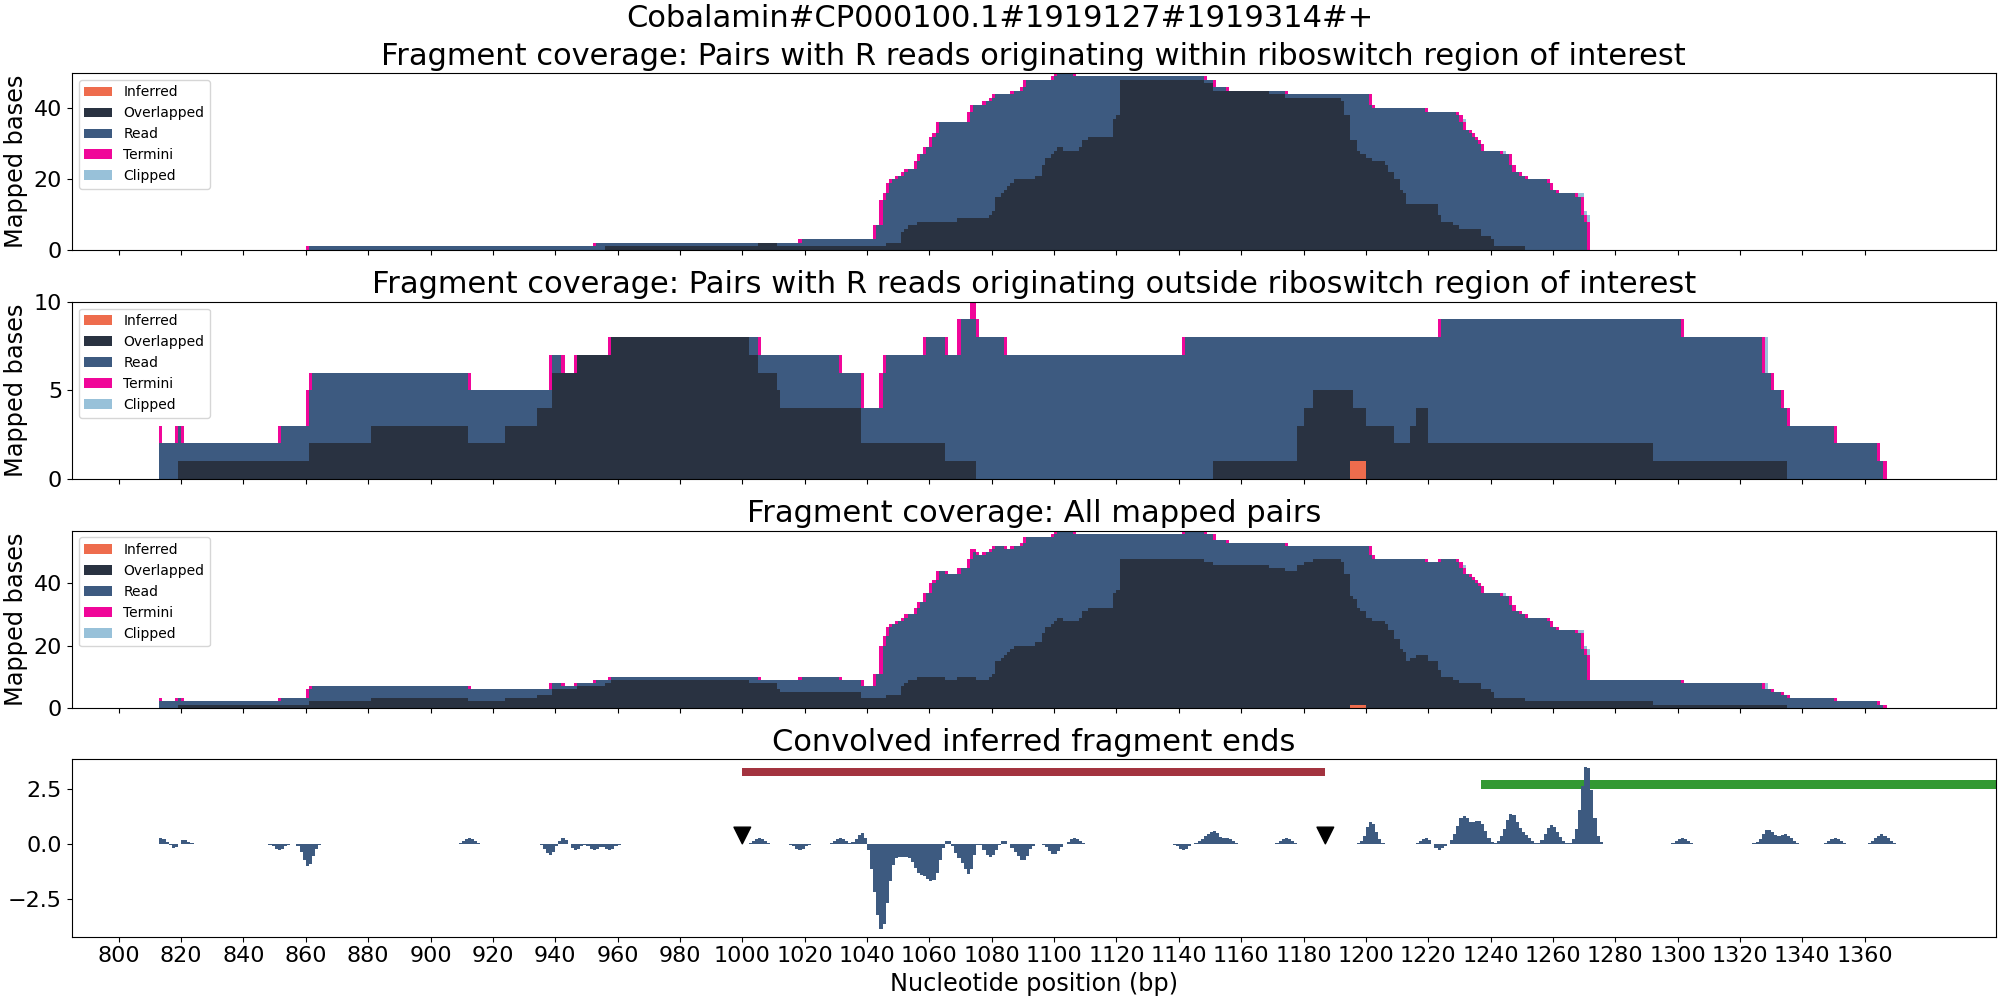 Cobalamin#CP000100.1#1919127#1919314#+
Fragment coverage: Pairs with R reads originating within riboswitch region of interest
Mapped bases
40
20
0
Inferred
Overlapped
Read
Termini
Clipped
Fragment coverage: Pairs with R reads originating outside riboswitch region of interest
Mapped bases
10
5
0
Inferred
Overlapped
Read
Termini
Clipped
Fragment coverage: All mapped pairs
Mapped bases
40
20
0
Inferred
Overlapped
Read
Termini
Clipped
Convolved inferred fragment ends
2.5
0.0
−2.5
800 820 840 860 880 900 920 940 960 980 1000 1020 1040 1060 1080 1100 1120 1140 1160 1180 1200 1220 1240 1260 1280 1300 1320 1340 1360
Nucleotide position (bp)